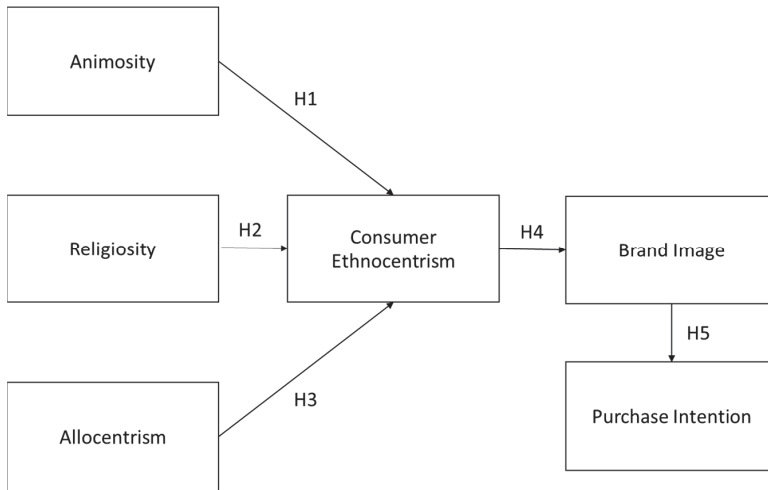 Animosity
H1
Religiosity
H2
Consumer
Ethnocentrism
H4
Brand Image
H5
Allocentrism
H3
Purchase Intention